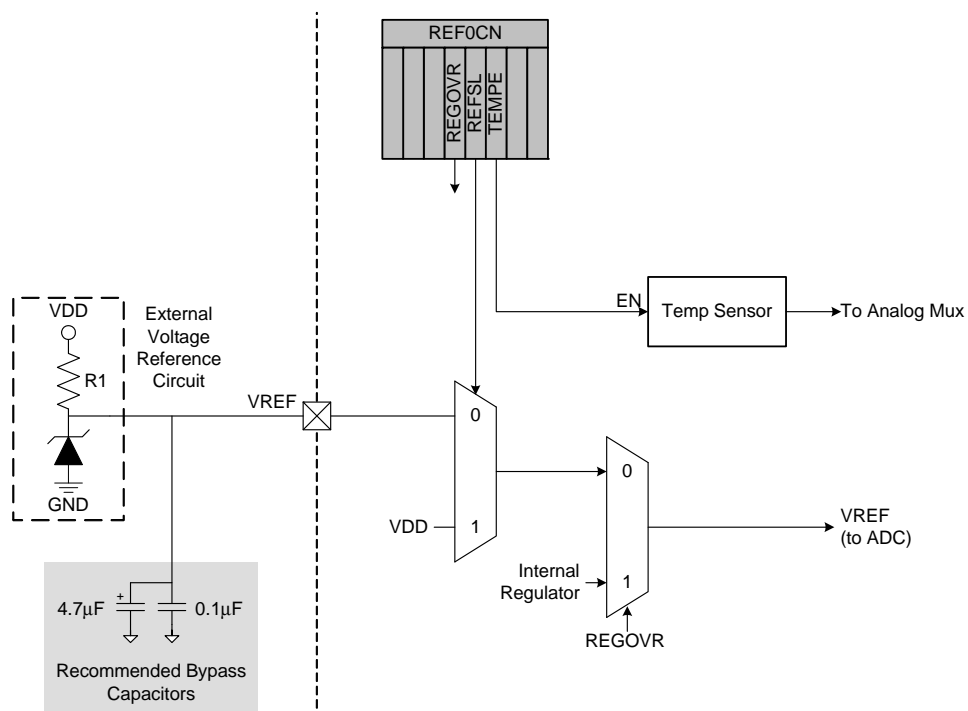 REF0CN
REGOVR
REFSL
TEMPE
EN
Temp Sensor
To Analog Mux
VDD
R1
GND
External
Voltage
Reference
Circuit
VREF
0
1
VDD
0
1
Internal
Regulator
REGOVR
VREF
(to ADC)
+
4.7μF
0.1μF
Recommended Bypass
Capacitors